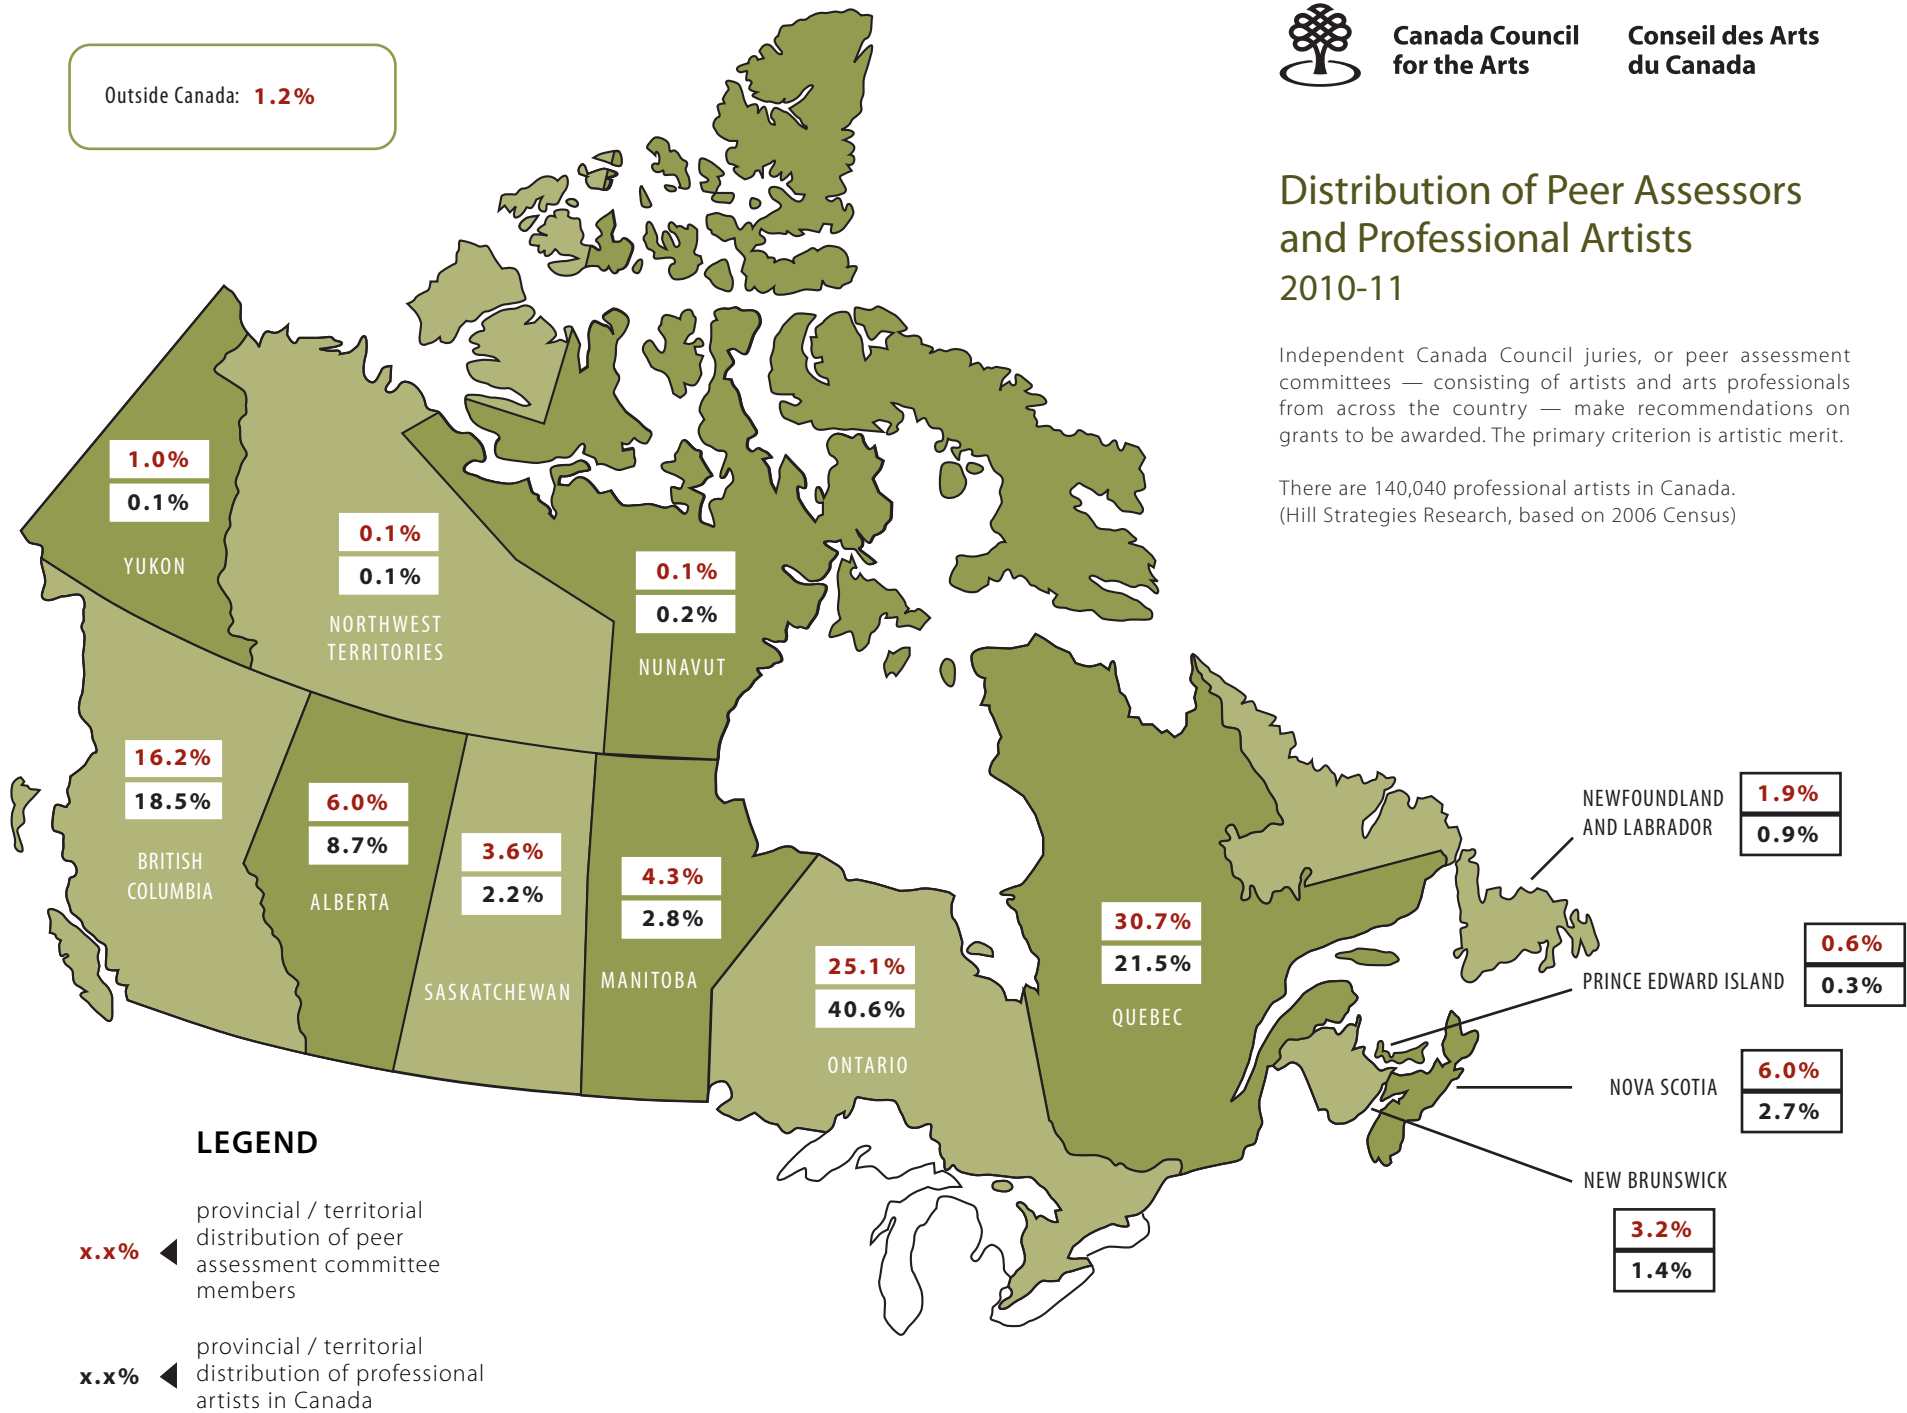 Outside Canada: 1.2%
Canada Council
for the Arts
Conseil des Arts
du Canada
Distribution of Peer Assessors
and Professional Artists
2010-11
Independent Canada Council juries, or peer assessment
committees — consisting of artists and arts professionals
from across the country — make recommendations on
grants to be awarded. The primary criterion is artistic merit.
There are 140,040 professional artists in Canada.
(Hill Strategies Research, based on 2006 Census)
1.0%
0.1%
YUKON
0.1%
0.1%
NORTHWEST
TERRITORIES
0.1%
0.2%
NUNAVUT
16.2%
18.5%
BRITISH
COLUMBIA
6.0%
8.7%
ALBERTA
3.6%
2.2%
SASKATCHEWAN
4.3%
2.8%
MANITOBA
25.1%
40.6%
ONTARIO
30.7%
21.5%
QUEBEC
NEWFOUNDLAND
AND LABRADOR
1.9%
0.9%
PRINCE EDWARD ISLAND
0.6%
0.3%
NOVA SCOTIA
6.0%
2.7%
NEW BRUNSWICK
3.2%
1.4%
LEGEND
x.x%
provincial / territorial
distribution of peer
assessment committee
members
x.x%
provincial / territorial
distribution of professional
artists in Canada